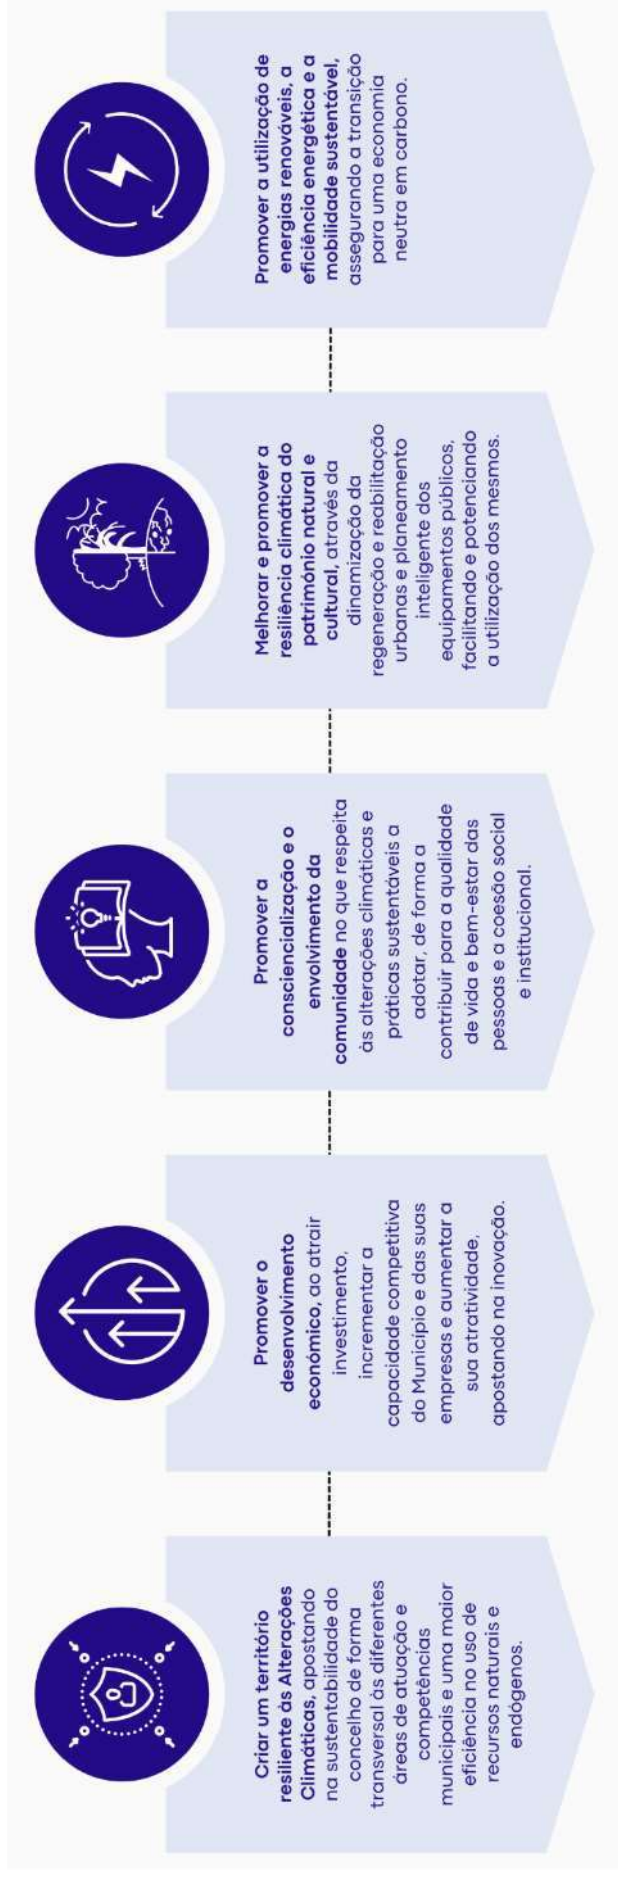 Criar um território
resiliente às Alterações
Climáticas, apostando
na sustentabilidade do
concelho de forma
transversal às diferentes
áreas de atuação e
competências
municipais e uma maior
eficiência no uso de
recursos naturais e
endógenos.
Promover o
desenvolvimento
económico, ao atrair
investimento,
incrementar a
capacidade competitiva
do Município e das suas
empresas e aumentar a
sua atratividade,
apostando na inovação.
Promover a
consciencialização e o
envolvimento da
comunidade no que respeita
às alterações climáticas e
práticas sustentáveis a
adotar, de forma a
contribuir para a qualidade
de vida e bem-estar das
pessoas e a coesão social
e institucional.
Melhorar e promover a
resiliência climática do
património natural e
cultural, através da
dinamização da
regeneração e reabilitação
urbanas e planeamento
inteligente dos
equipamentos públicos,
facilitando e potenciando
a utilização dos mesmos.
Promover a utilização de
energias renováveis, a
eficiência energética e a
mobilidade sustentável,
assegurando a transição
para uma economia
neutra em carbono.